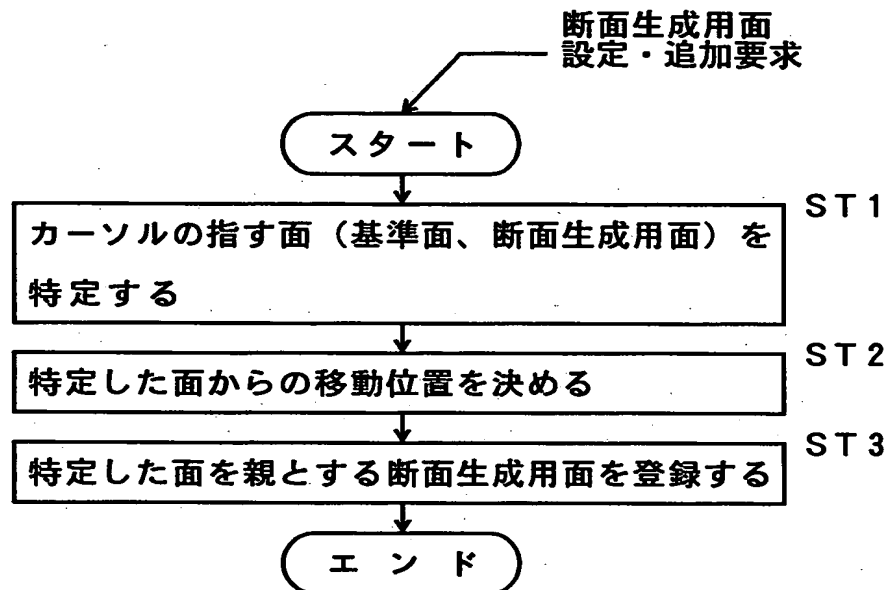 断面生成用面
設定・追加要求
スタート
ST1
カーソルの指す面（基準面、断面生成用面）を
特定する
ST2
特定した面からの移動位置を決める
ST3
特定した面を親とする断面生成用面を登録する
エンド